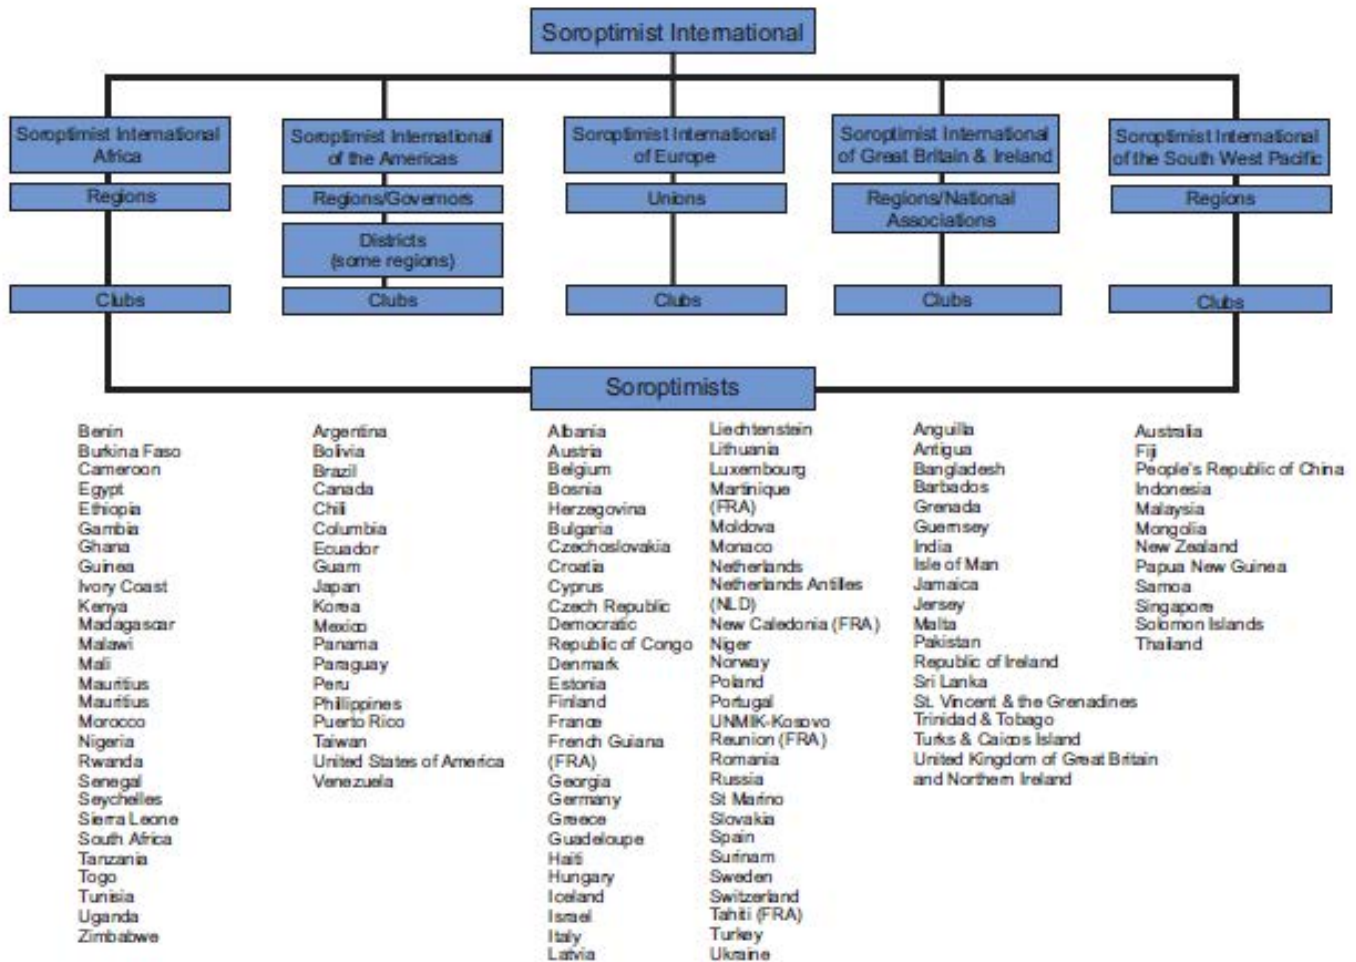 Soroptimist International
Soroptimist International
Africa
Regions
Clubs
Soroptimist International
of the Americas
Regions/Governors
Districts
(some regions)
Clubs
Soroptimist International
of Europe
Unions
Clubs
Soroptimist International
of Great Britain & Ireland
Regions/National
Associations
Clubs
Soroptimist International
of the South West Pacific
Regions
Clubs
Soroptimists
Benin
Burkina Faso
Cameroon
Egypt
Ethiopia
Gambia
Ghana
Guinea
Ivory Coast
Kenya
Madagascar
Malawi
Mali
Mauritius
Mauritius
Morocco
Nigeria
Rwanda
Senegal
Seychelles
Sierra Leone
South Africa
Tanzania
Togo
Tunisia
Uganda
Zimbabwe
Argentina
Bolivia
Brazil
Canada
Chili
Columbia
Ecuador
Guam
Japan
Korea
Mexico
Panama
Paraguay
Peru
Phillippines
Puerto Rico
Taiwan
United States of America
Venezuela
Albania
Austria
Belgium
Bosnia
Herzegovina
Bulgaria
Czechoslovakia
Croatia
Cyprus
Czech Republic
Democratic
Republic of Congo
Denmark
Estonia
Finland
France
French Guiana
(FRA)
Georgia
Germany
Greece
Guadeloupe
Haiti
Hungary
Iceland
Israel
Italy
Latvia
Liechtenstein
Lithuania
Luxembourg
Martinique
(FRA)
Moldova
Monaco
Netherlands
Netherlands Antilles
(NLD)
New Caledonia (FRA)
Niger
Norway
Poland
Portugal
UNMIK-Kosovo
Reunion (FRA)
Romania
Russia
St Marino
Slovakia
Spain
Surinam
Sweden
Switzerland
Tahiti (FRA)
Turkey
Ukraine
Anguilla
Antigua
Bangladesh
Barbados
Grenada
Guernsey
India
Isle of Man
Jamaica
Jersey
Malta
Pakistan
Republic of Ireland
Sri Lanka
St. Vincent & the Grenadines
Trinidad & Tobago
Turks & Caicos Island
United Kingdom of Great Britain
and Northern Ireland
Australia
Fiji
People's Republic of China
Indonesia
Malaysia
Mongolia
New Zealand
Papua New Guinea
Samoa
Singapore
Solomon Islands
Thailand